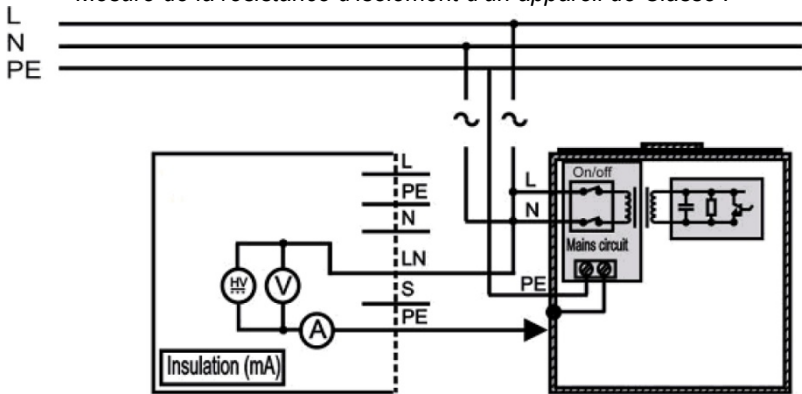 Mesure de la résistance d'isolement d'un appareil de Classe I
L
N
PE
L
PE
N
LN
S
PE
HV
V
A
Insulation (mA)
L
N
PE
On/off
Mains circuit